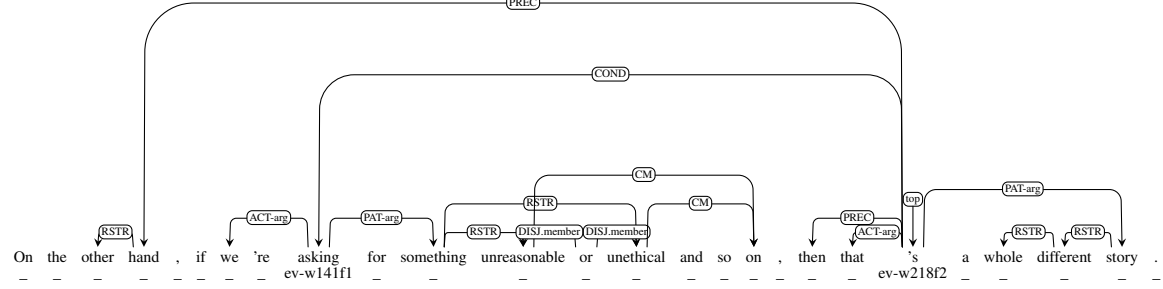 PREC
COND
CM
top
PAT-arg
RSTR CM
ACT-arg PAT-arg PREC
RSTR RSTR DISJ.member DISJ.member ACT-arg RSTR RSTR
On the other hand , if we 're asking for something unreasonable or unethical and so on , then that 's a whole different story .
_ _ _ _ _ _ _ _ ev-w141f1 _ _ _ _ _ _ _ _ _ _ _ ev-w218f2 _ _ _ _ _